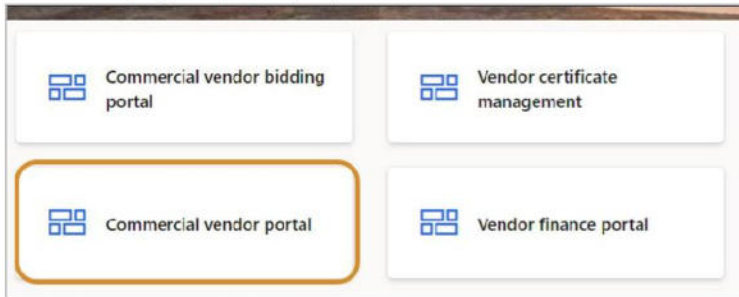 Commercial vendor bidding
portal
Vendor certificate
management
Commercial vendor portal
Vendor finance portal